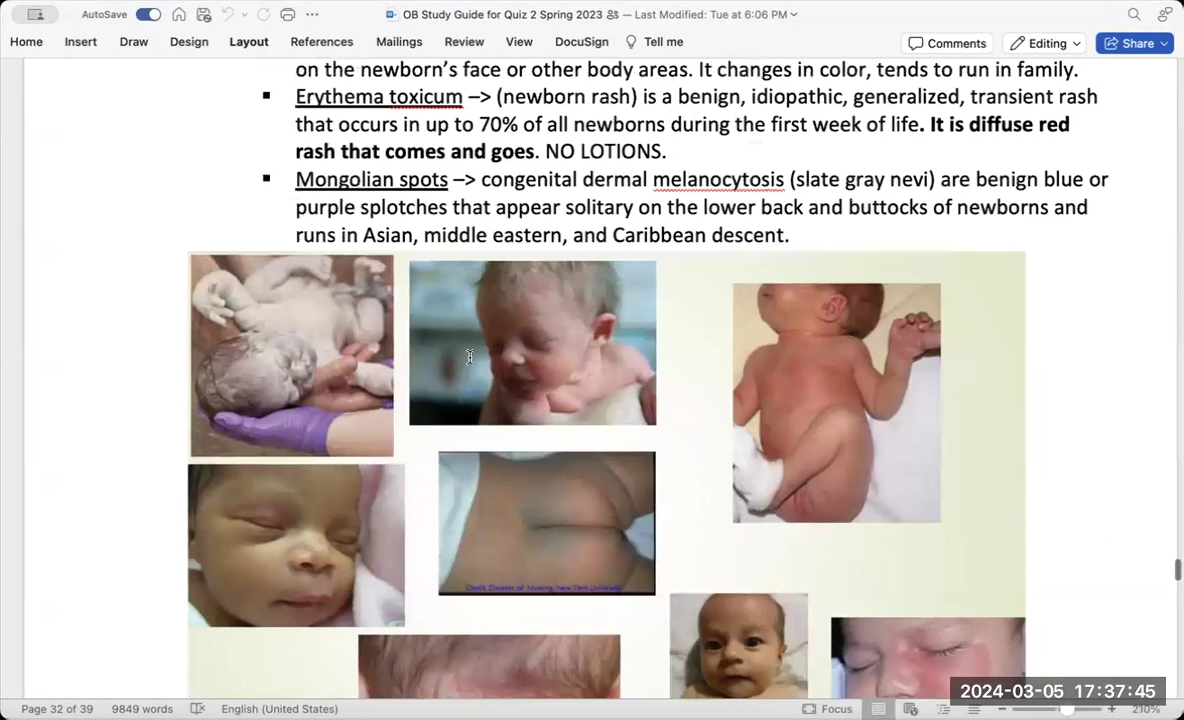 AutoSave
OB Study Guide for Quiz 2 Spring 2023 — Last Modified: Tue at 6:06 PM
Home Insert Draw Design Layout References Mailings Review View DocuSign Tell me Comments Editing Share
on the newborn's face or other body areas. It changes in color, tends to run in family.
▪ Erythema toxicum –> (newborn rash) is a benign, idiopathic, generalized, transient rash
that occurs in up to 70% of all newborns during the first week of life. It is diffuse red
rash that comes and goes. NO LOTIONS.
▪ Mongolian spots –> congenital dermal melanocytosis (slate gray nevi) are benign blue or
purple splotches that appear solitary on the lower back and buttocks of newborns and
runs in Asian, middle eastern, and Caribbean descent.
Division of Nursing, New York University
2024-03-05 17:37:45
Page 32 of 39 9849 words English (United States) Focus 210%